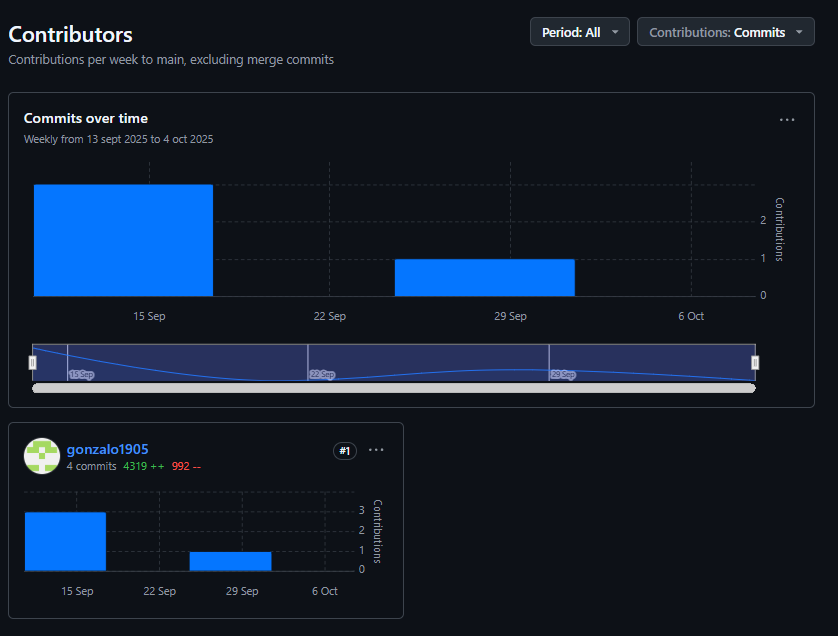 Contributors
Period: All
Contributions: Commits
Contributions per week to main, excluding merge commits
Commits over time
Weekly from 13 sept 2025 to 4 oct 2025
2
1
0
Contributions
15 Sep
22 Sep
29 Sep
6 Oct
15 Sep
22 Sep
29 Sep
gonzalo1905
#1
4 commits 4319 ++ 992 --
3
2
1
0
Contributions
15 Sep
22 Sep
29 Sep
6 Oct